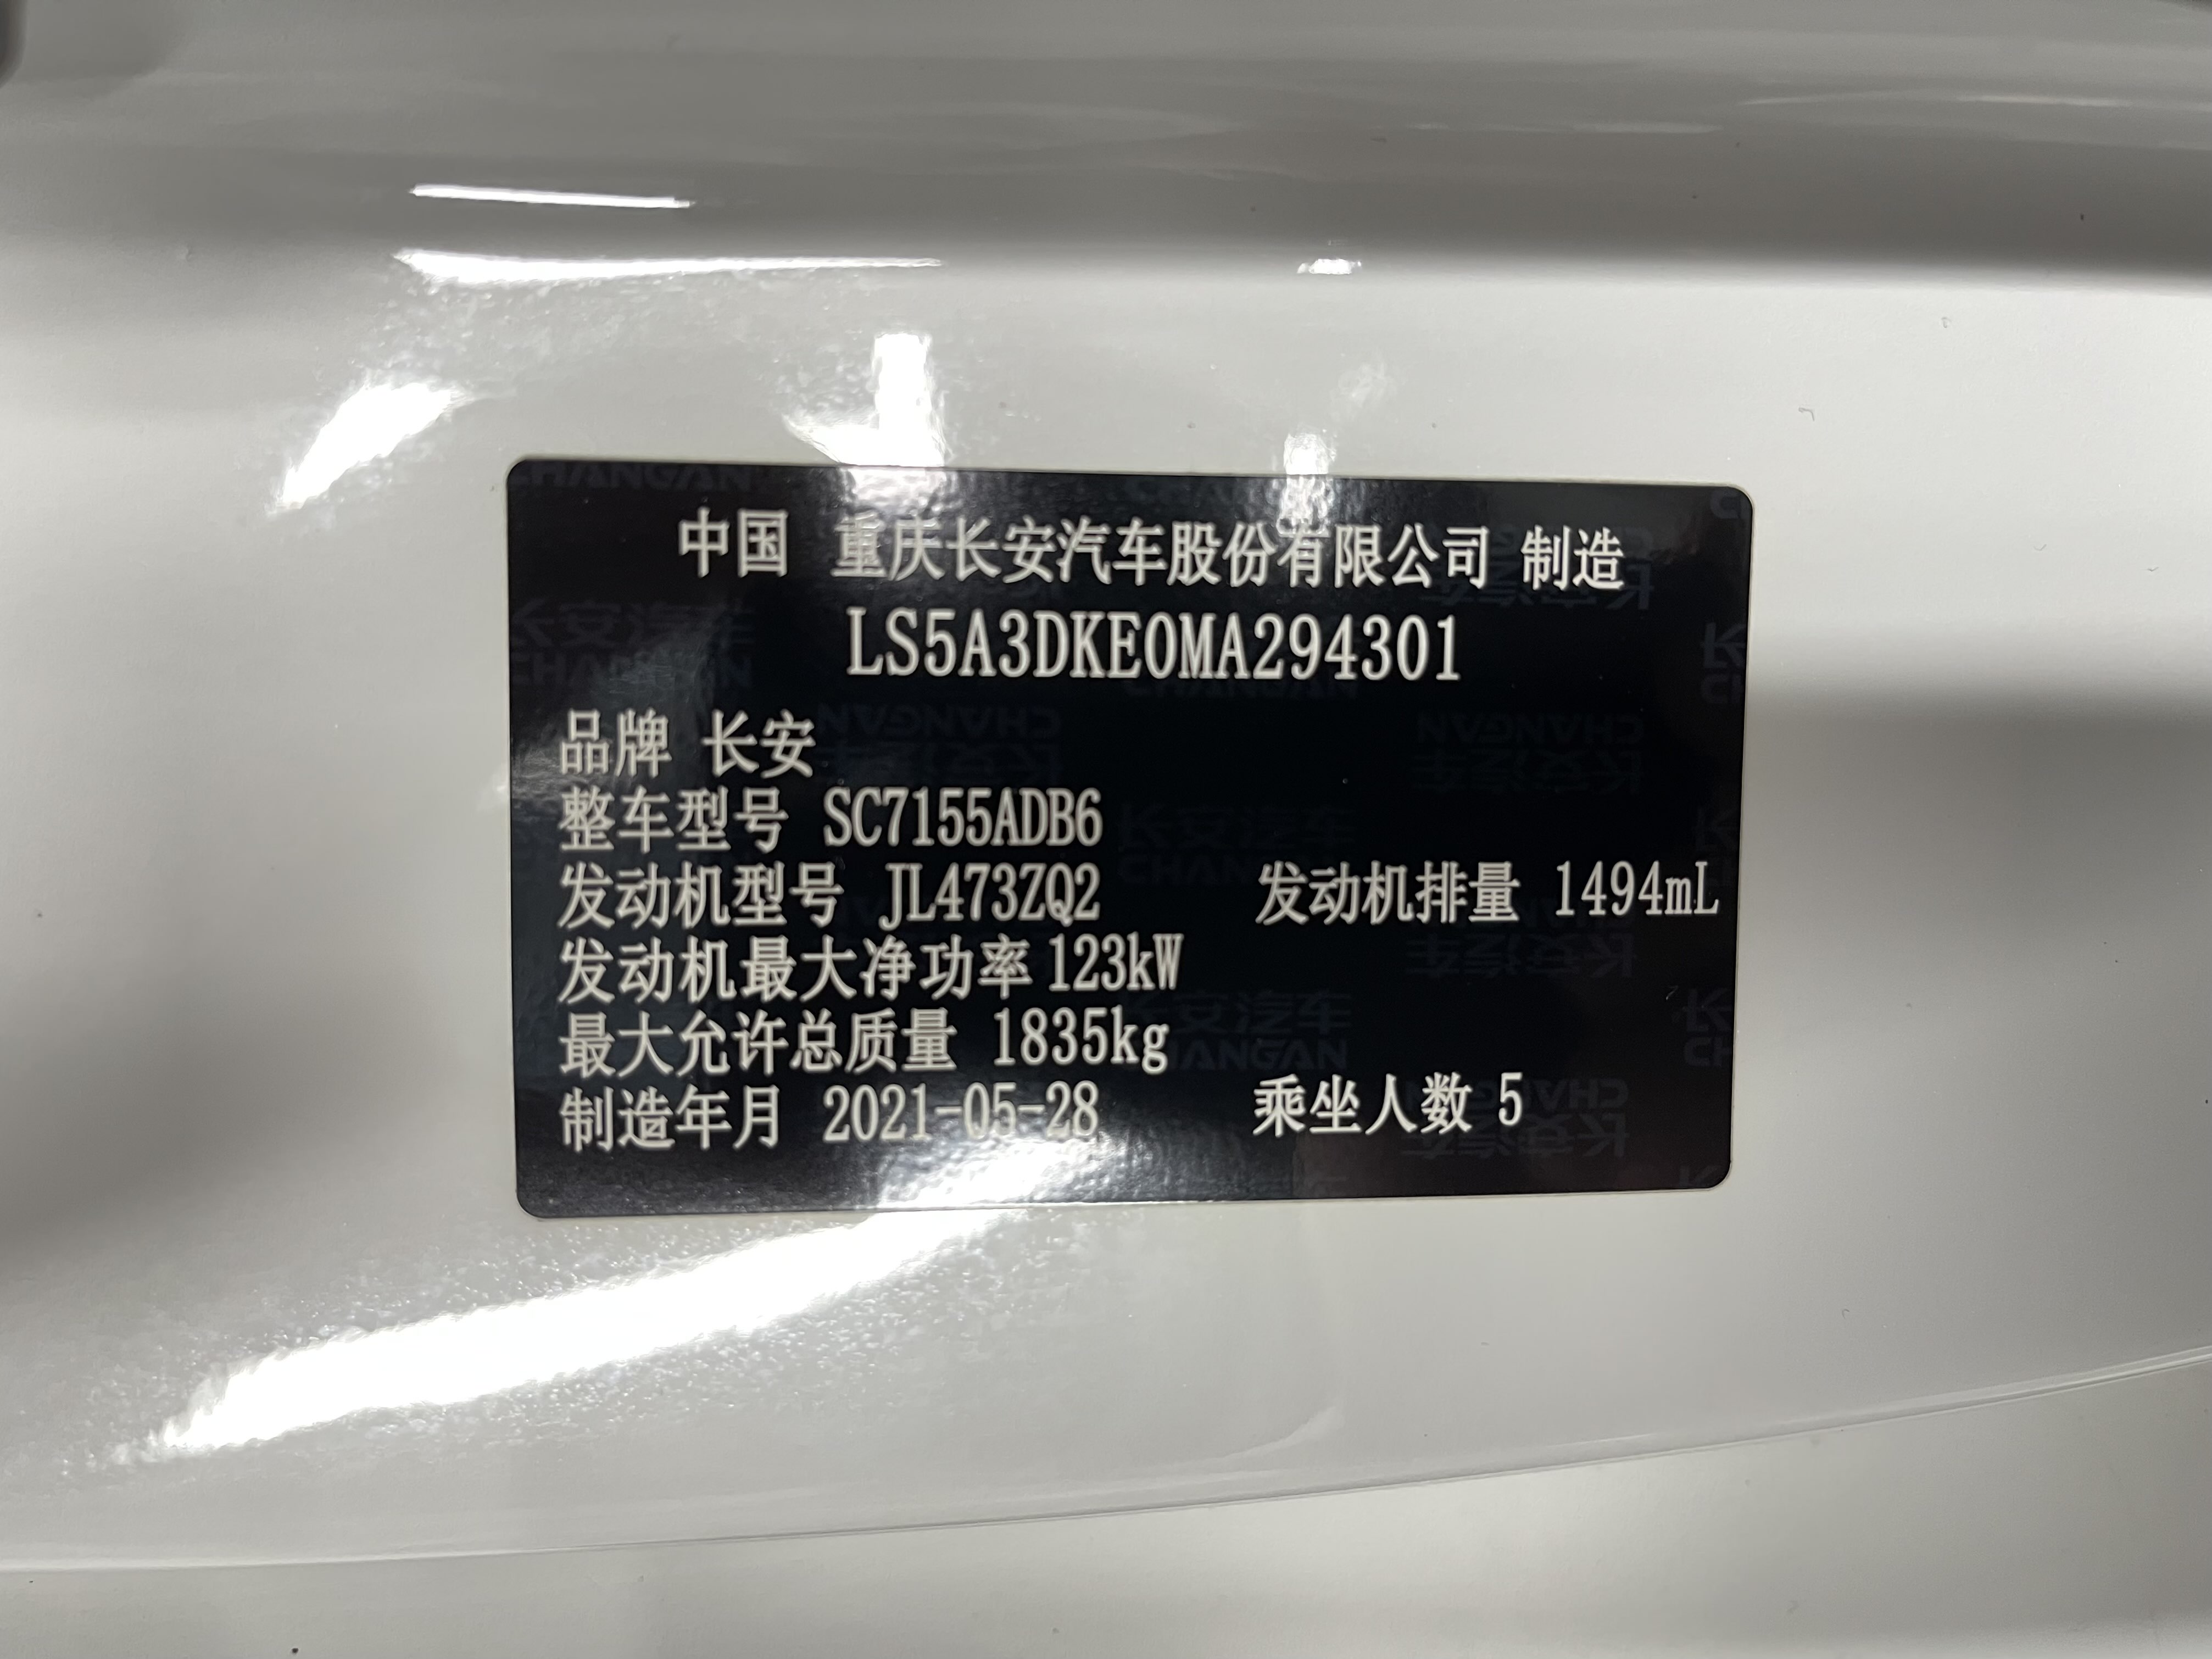 中国 重庆长安汽车股份有限公司 制造
LS5A3DKE0MA294301
品牌 长安
整车型号 SC7155ADB6
发动机型号 JL473ZQ2 发动机排量 1494mL
发动机最大净功率 123kW
最大允许总质量 1835kg
制造年月 2021-05-28 乘坐人数 5